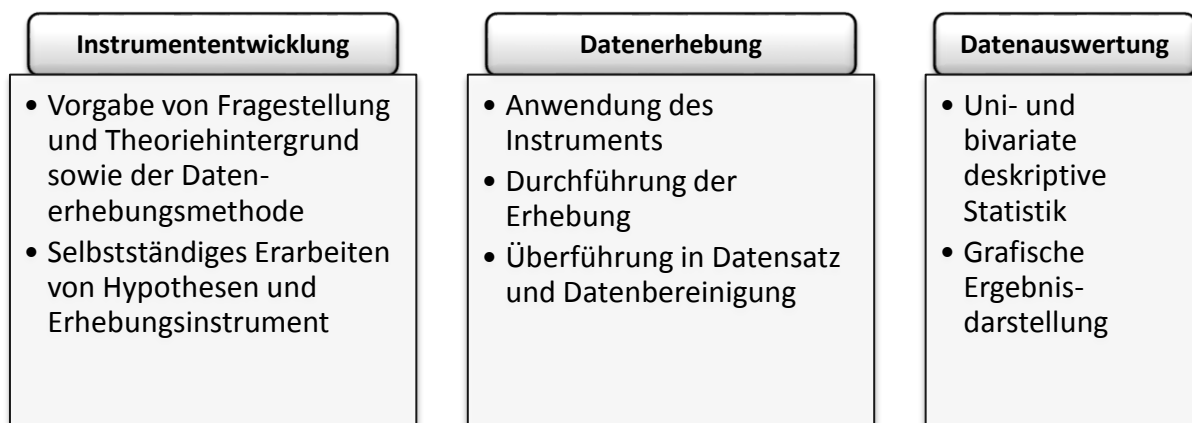 Instrumententwicklung
• Vorgabe von Fragestellung
und Theoriehintergrund
sowie der Daten-
erhebungsmethode
• Selbstständiges Erarbeiten
von Hypothesen und
Erhebungsinstrument
Datenerhebung
• Anwendung des
Instruments
• Durchführung der
Erhebung
• Überführung in Datensatz
und Datenbereinigung
Datenauswertung
• Uni- und
bivariate
deskriptive
Statistik
• Grafische
Ergebnis-
darstellung